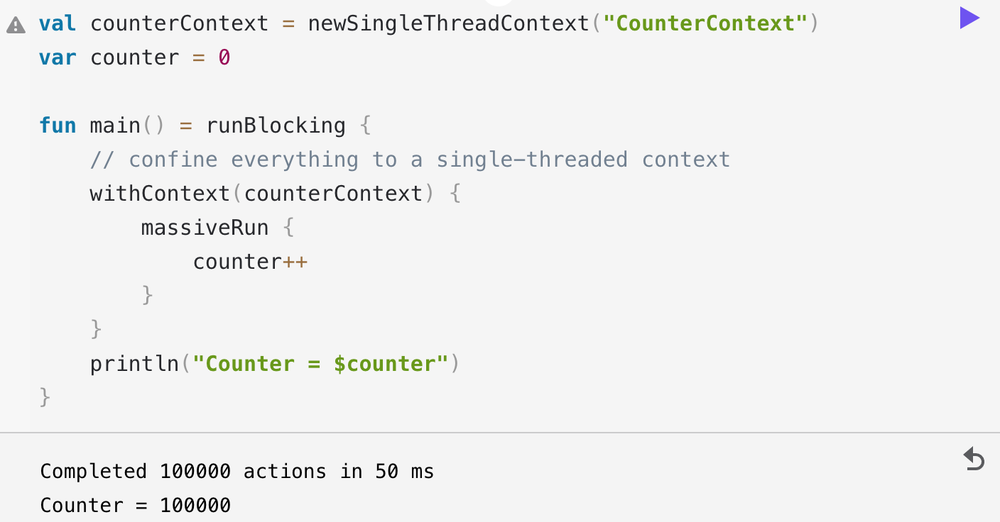 val counterContext = newSingleThreadContext("CounterContext")
var counter = 0
fun main() = runBlocking {
    // confine everything to a single-threaded context
    withContext(counterContext) {
        massiveRun {
            counter++
        }
    }
    println("Counter = $counter")
}
Completed 100000 actions in 50 ms
Counter = 100000